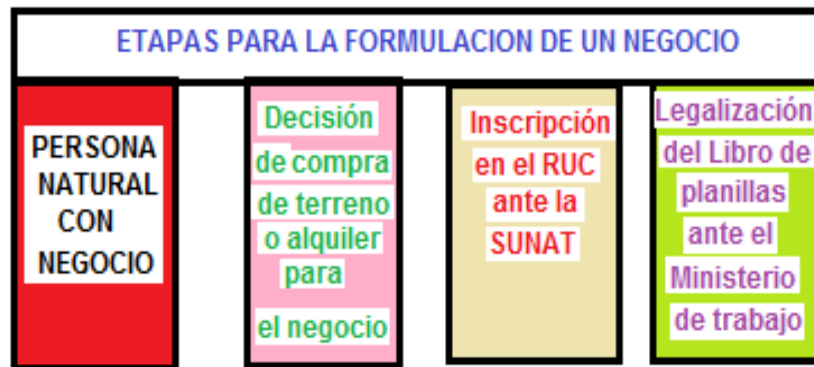 ETAPAS PARA LA FORMULACION DE UN NEGOCIO
PERSONA
NATURAL
CON
NEGOCIO
Decisión
de compra
de terreno
o alquiler
para
el negocio
Inscripción
en el RUC
ante la
SUNAT
Legalización
del Libro de
planillas
ante el
Ministerio
de trabajo